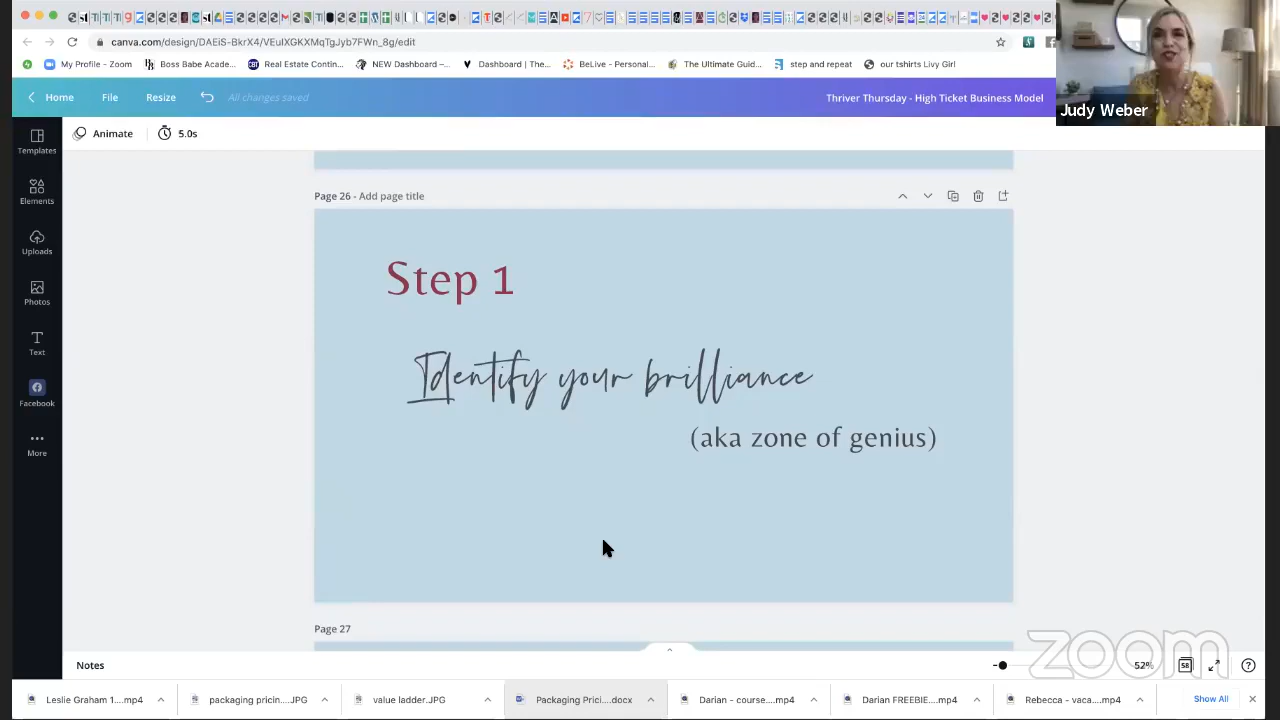 canva.com/design/DAEiS-BkrX4/VEuIXGKXMqTgJyb7FWn_8g/edit
My Profile - Zoom
Boss Babe Acade...
Real Estate Contin...
NEW Dashboard –...
Dashboard | The...
BeLive - Personal...
The Ultimate Guid...
step and repeat
our tshirts Livy Girl
Judy Weber
Home
File
Resize
All changes saved
Thriver Thursday - High Ticket Business Model
Animate
5.0s
Templates
Elements
Uploads
Photos
Text
Facebook
More
Page 26 - Add page title
Step 1
Identify your brilliance
(aka zone of genius)
Page 27
Notes
zoom
52%
58
Leslie Graham 1....mp4
packaging pricin....JPG
value ladder.JPG
Packaging Prici....docx
Darian - course....mp4
Darian FREEBIE....mp4
Rebecca - vaca....mp4
Show All